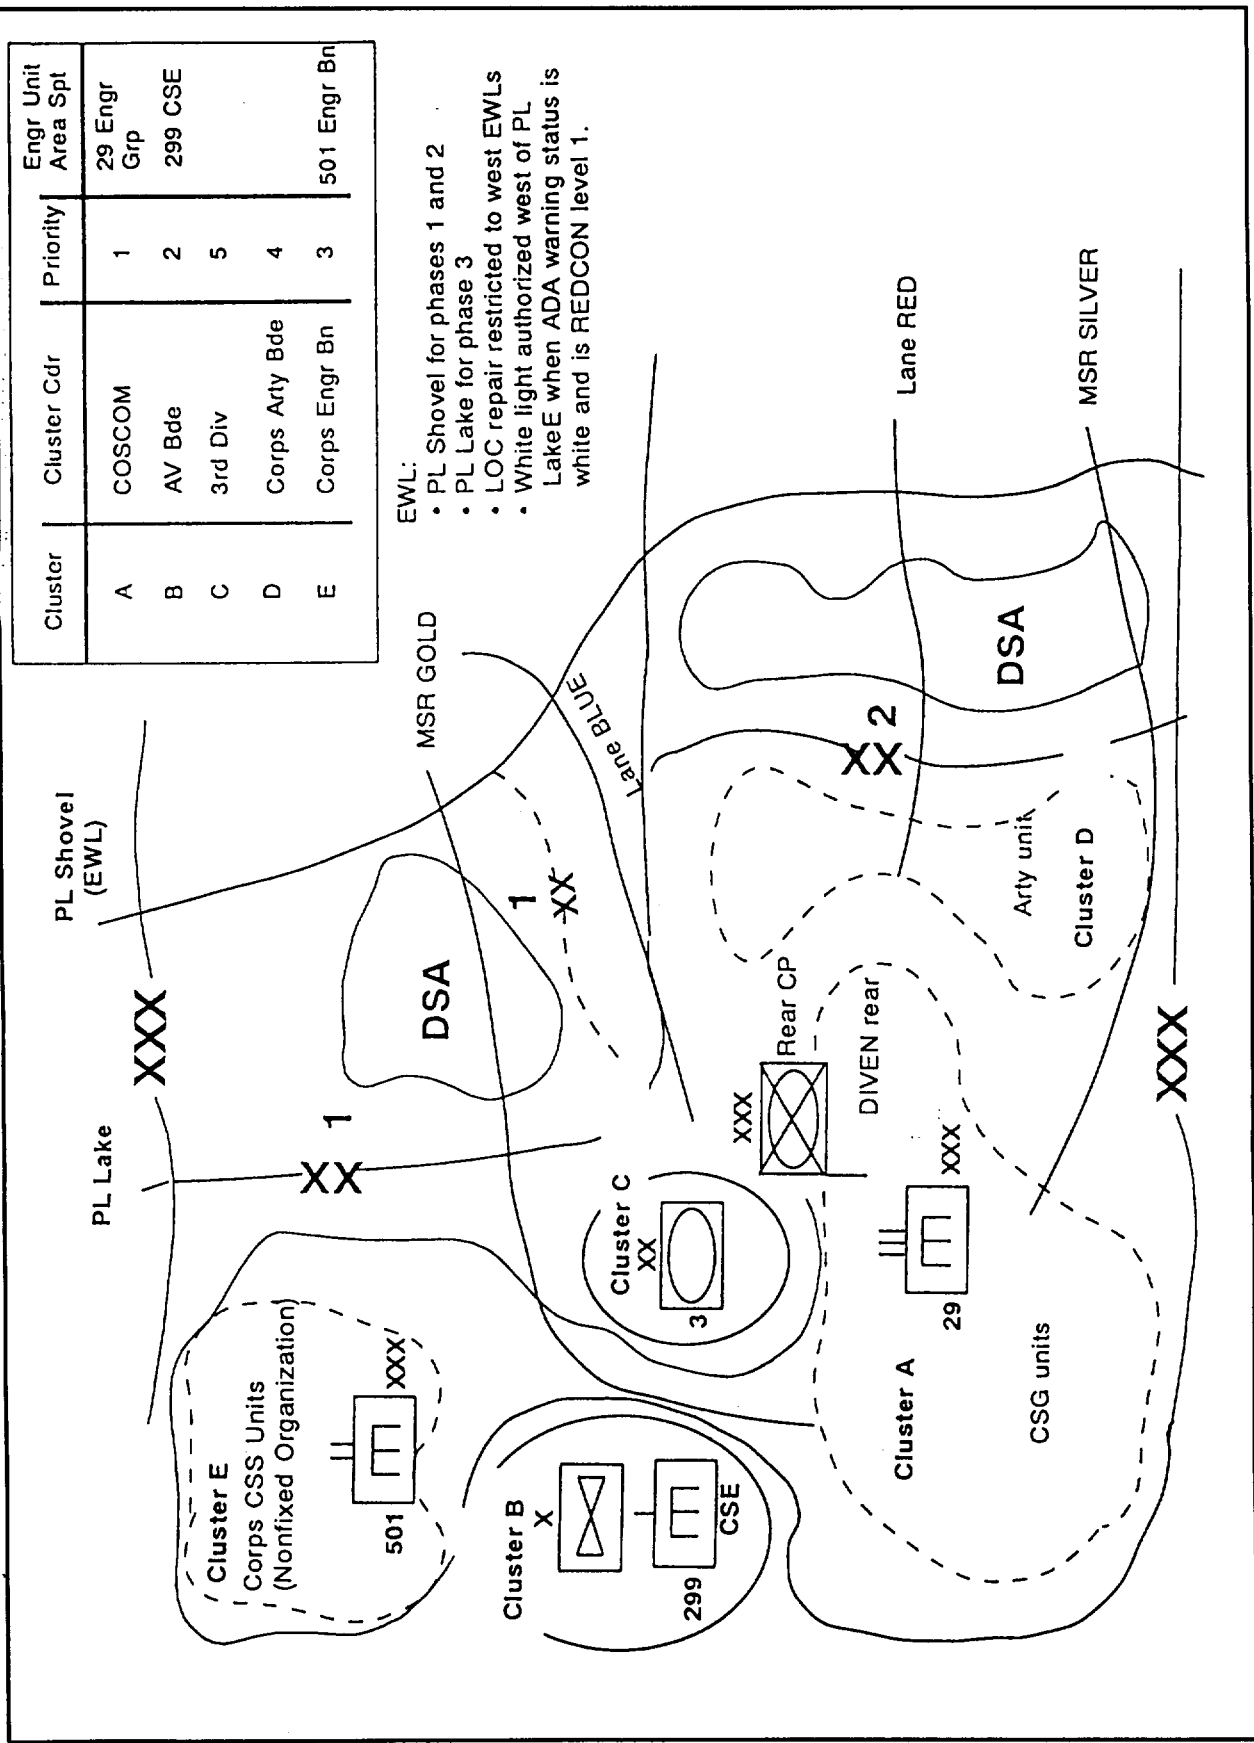 Cluster Cluster Cdr Priority Engr Unit Area Spt
A COSCOM 1 29 Engr Grp
B AV Bde 2 299 CSE
C 3rd Div 5
D Corps Arty Bde 4
E Corps Engr Bn 3 501 Engr Bn
EWL:
• PL Shovel for phases 1 and 2
• PL Lake for phase 3
• LOC repair restricted to west EWLs
• White light authorized west of PL
LakeE when ADA warning status is
white and is REDCON level 1.
PL Shovel
(EWL)
PL Lake
XXX
XX 1
Cluster E
Corps CSS Units
(Nonfixed Organization)
501
XXX
DSA
MSR GOLD
1
XX
Lane BLUE
Cluster B
X
299
CSE
Cluster C
XX
3
XXX
Rear CP
DIVEN rear
XX 2
Lane RED
DSA
MSR SILVER
Arty unit
Cluster D
Cluster A
29
XXX
CSG units
XXX